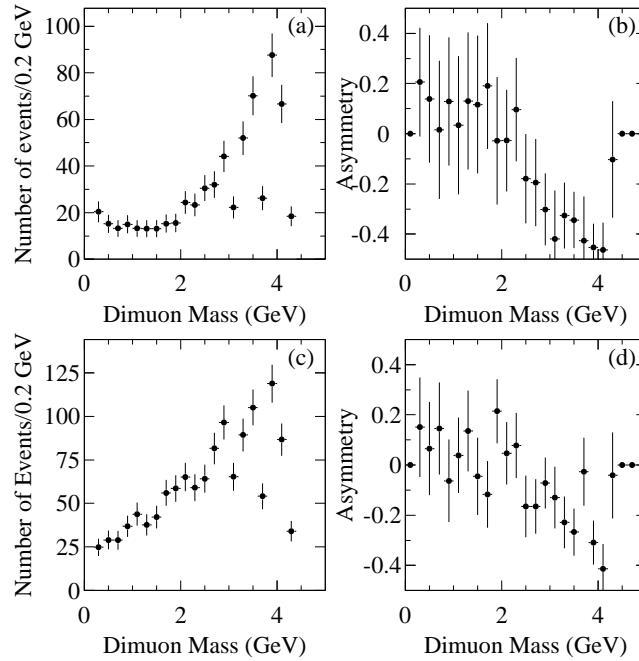 (a)
Number of events/0.2 GeV
100
80
60
40
20
0
0 2 4
Dimuon Mass (GeV)
(b)
Asymmetry
0.4
0.2
0
-0.2
-0.4
0 2 4
Dimuon Mass (GeV)
(c)
Number of Events/0.2 GeV
125
100
75
50
25
0
0 2 4
Dimuon Mass (GeV)
(d)
Asymmetry
0.4
0.2
0
-0.2
-0.4
0 2 4
Dimuon Mass (GeV)